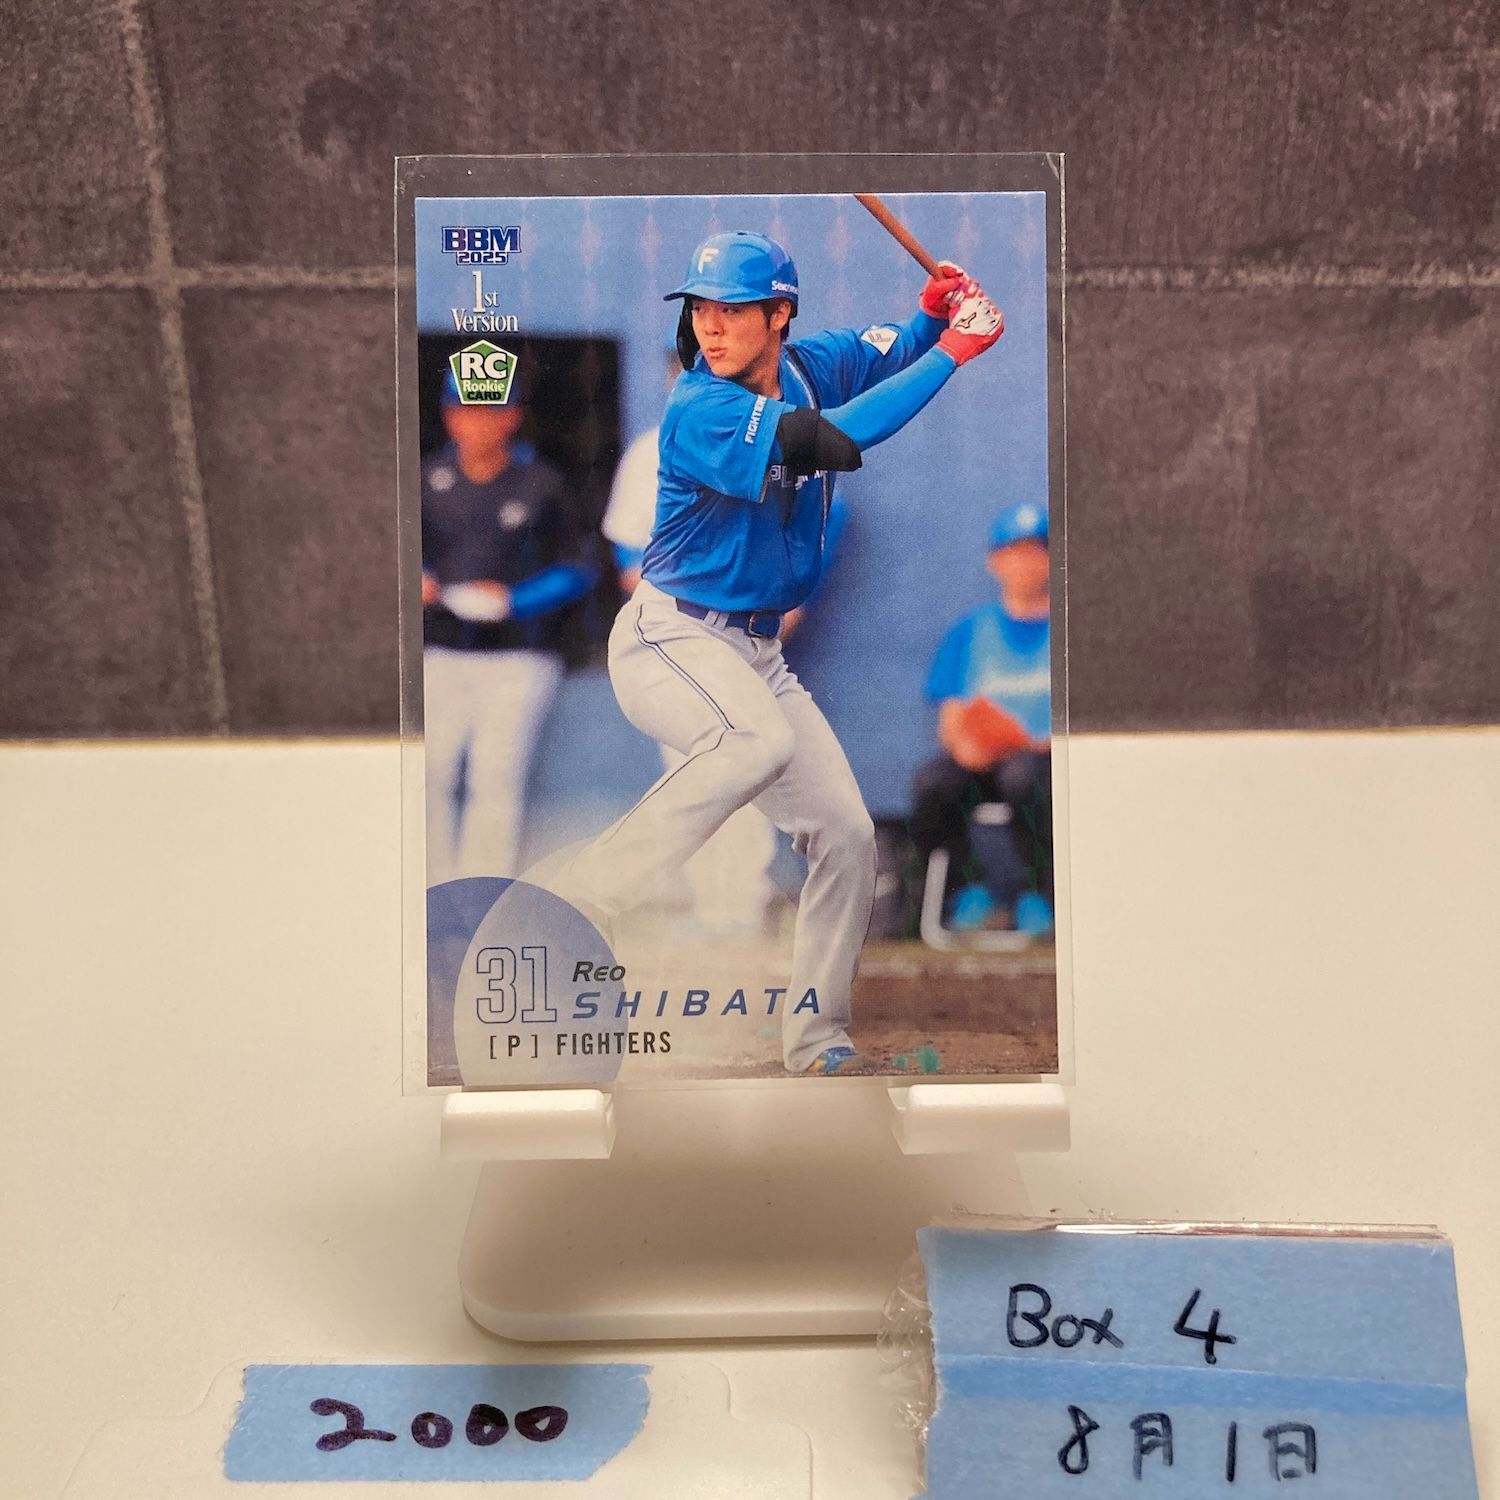 BBM
2025
1st
Version
RC
Rookie
CARD
F
FIGHTERS
31
Reo
SHIBATA
[P] FIGHTERS
Box 4
2000
8月1日